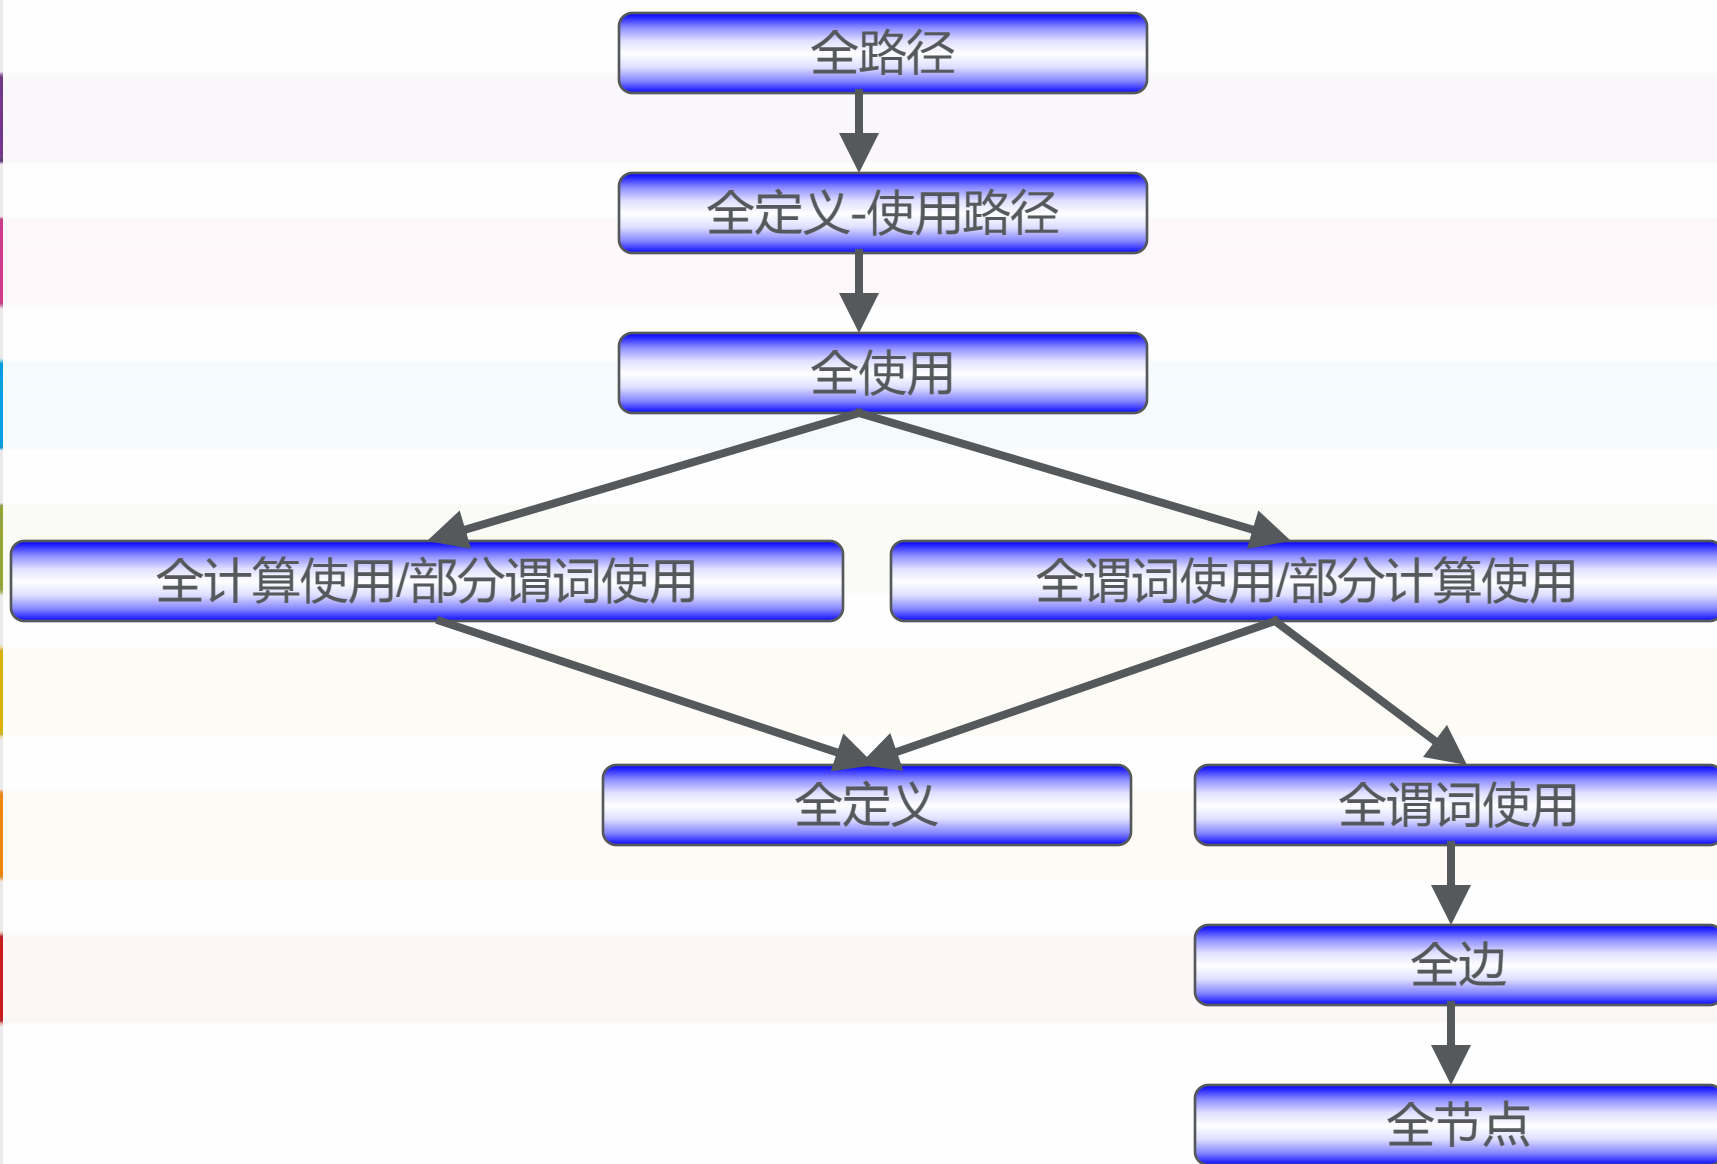 全路径
全定义-使用路径
全使用
全计算使用/部分谓词使用
全谓词使用/部分计算使用
全定义
全谓词使用
全边
全节点